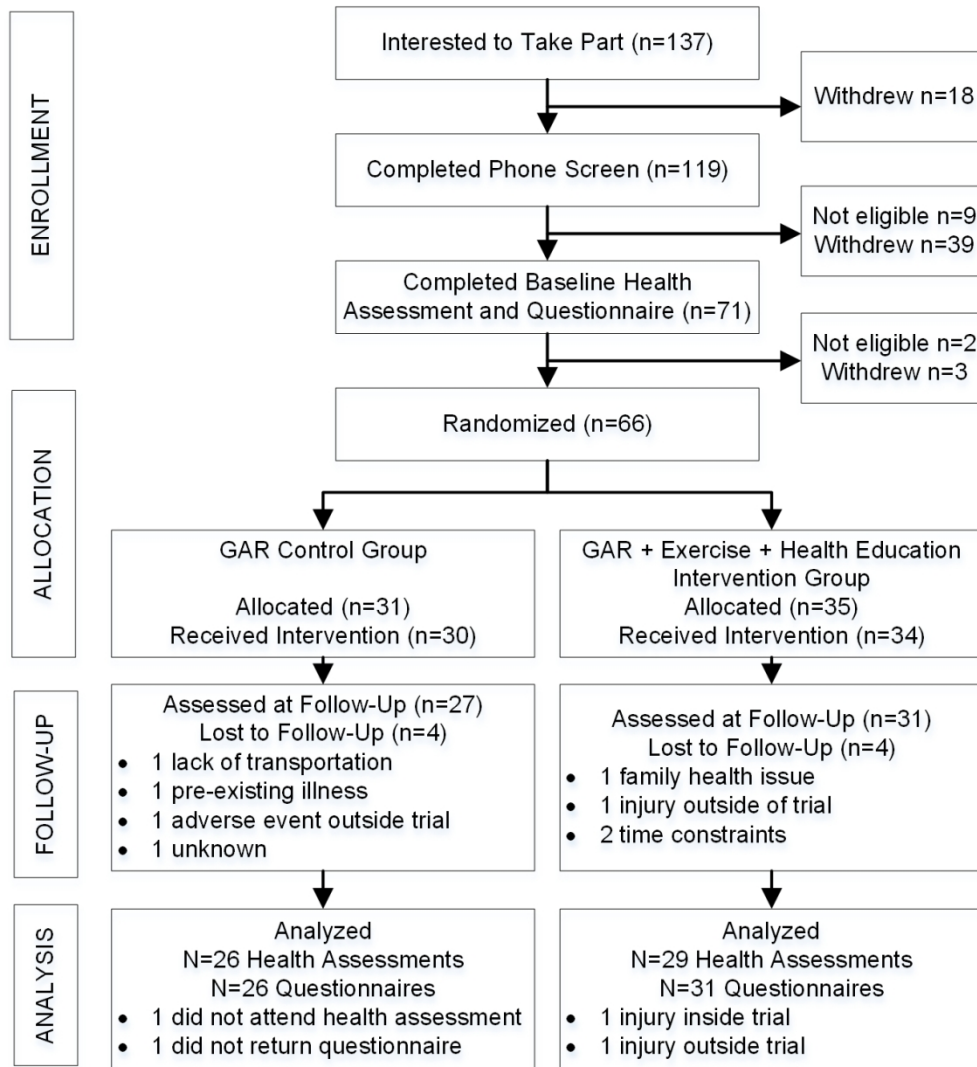 ENROLLMENT
Interested to Take Part (n=137)
Withdrew n=18
Completed Phone Screen (n=119)
Not eligible n=9
Withdrew n=39
Completed Baseline Health
Assessment and Questionnaire (n=71)
Not eligible n=2
Withdrew n=3
ALLOCATION
Randomized (n=66)
GAR Control Group
Allocated (n=31)
Received Intervention (n=30)
GAR + Exercise + Health Education
Intervention Group
Allocated (n=35)
Received Intervention (n=34)
FOLLOW-UP
Assessed at Follow-Up (n=27)
Lost to Follow-Up (n=4)
• 1 lack of transportation
• 1 pre-existing illness
• 1 adverse event outside trial
• 1 unknown
Assessed at Follow-Up (n=31)
Lost to Follow-Up (n=4)
• 1 family health issue
• 1 injury outside of trial
• 2 time constraints
ANALYSIS
Analyzed
N=26 Health Assessments
N=26 Questionnaires
• 1 did not attend health assessment
• 1 did not return questionnaire
Analyzed
N=29 Health Assessments
N=31 Questionnaires
• 1 injury inside trial
• 1 injury outside trial